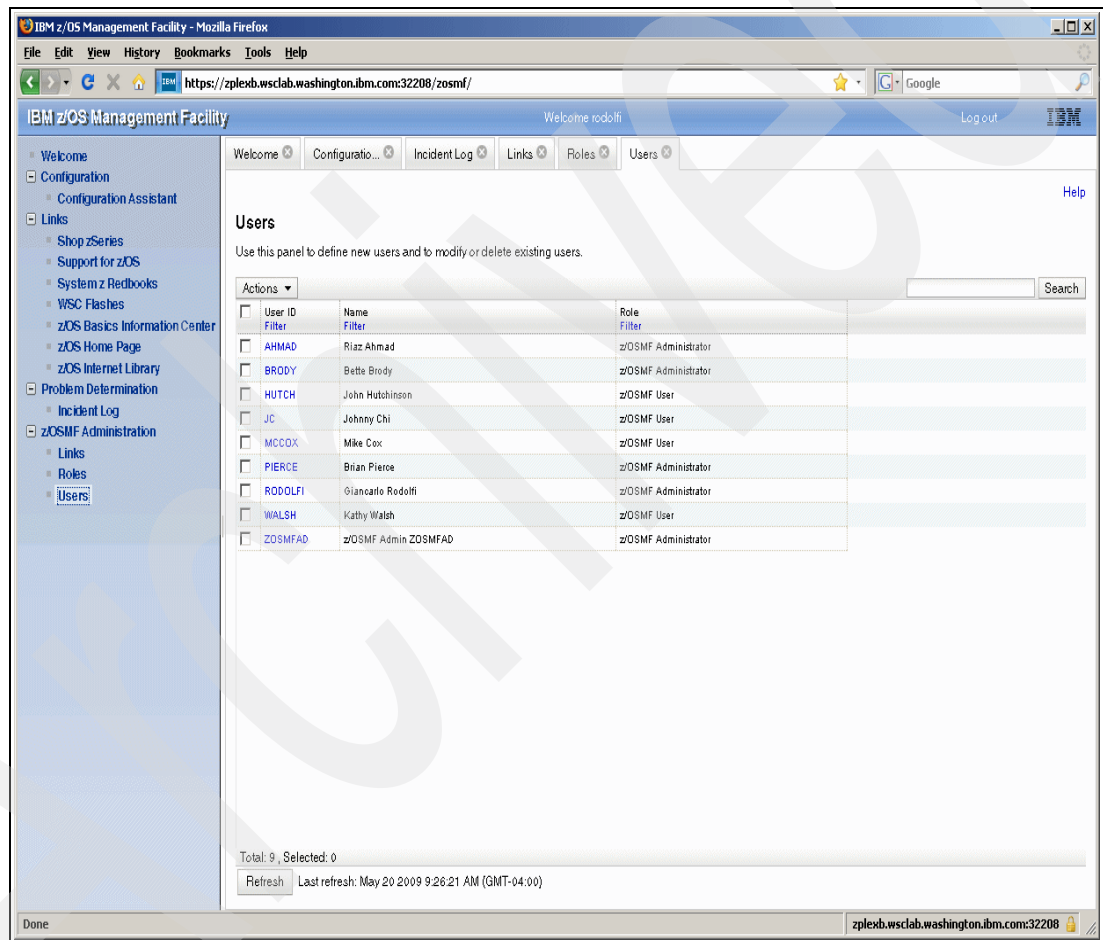 IBM z/OS Management Facility - Mozilla Firefox
File Edit View History Bookmarks Tools Help
IBM https://zplexb.wsclab.washington.ibm.com:32208/zosmf/ G Google
IBM z/OS Management Facility Welcome rodolfi Log out IBM
Welcome
Configuration
Configuration Assistant
Links
Shop zSeries
Support for z/OS
System z Redbooks
WSC Flashes
z/OS Basics Information Center
z/OS Home Page
z/OS Internet Library
Problem Determination
Incident Log
z/OSMF Administration
Links
Roles
Users
Welcome Configuratio... Incident Log Links Roles Users
Help
Users
Use this panel to define new users and to modify or delete existing users.
Actions Search
User ID Name Role
Filter Filter Filter
AHMAD Riaz Ahmad z/OSMF Administrator
BRODY Bette Brody z/OSMF Administrator
HUTCH John Hutchinson z/OSMF User
JC Johnny Chi z/OSMF User
MCCOX Mike Cox z/OSMF User
PIERCE Brian Pierce z/OSMF Administrator
RODOLFI Giancarlo Rodolfi z/OSMF Administrator
WALSH Kathy Walsh z/OSMF User
ZOSMFAD z/OSMF Admin ZOSMFAD z/OSMF Administrator
Total: 9 , Selected: 0
Refresh Last refresh: May 20 2009 9:26:21 AM (GMT-04:00)
Done zplexb.wsclab.washington.ibm.com:32208